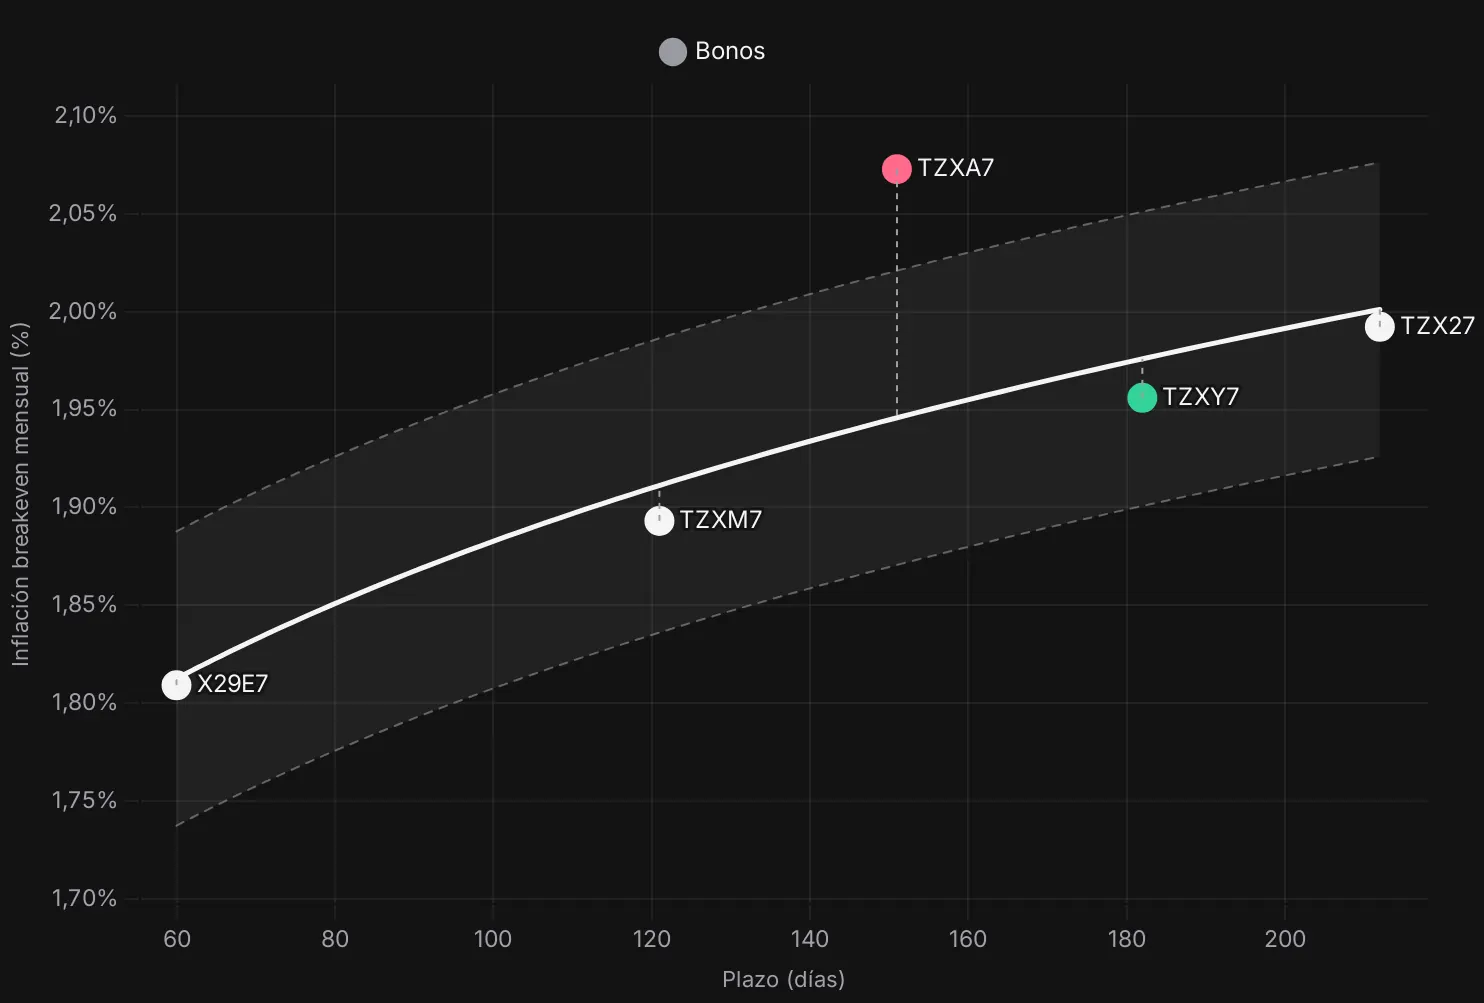 Bonos
2,10%
2,05%
2,00%
1,95%
1,90%
1,85%
1,80%
1,75%
1,70%
Inflación breakeven mensual (%)
TZXA7
TZX27
TZXY7
TZXM7
X29E7
60 80 100 120 140 160 180 200
Plazo (días)